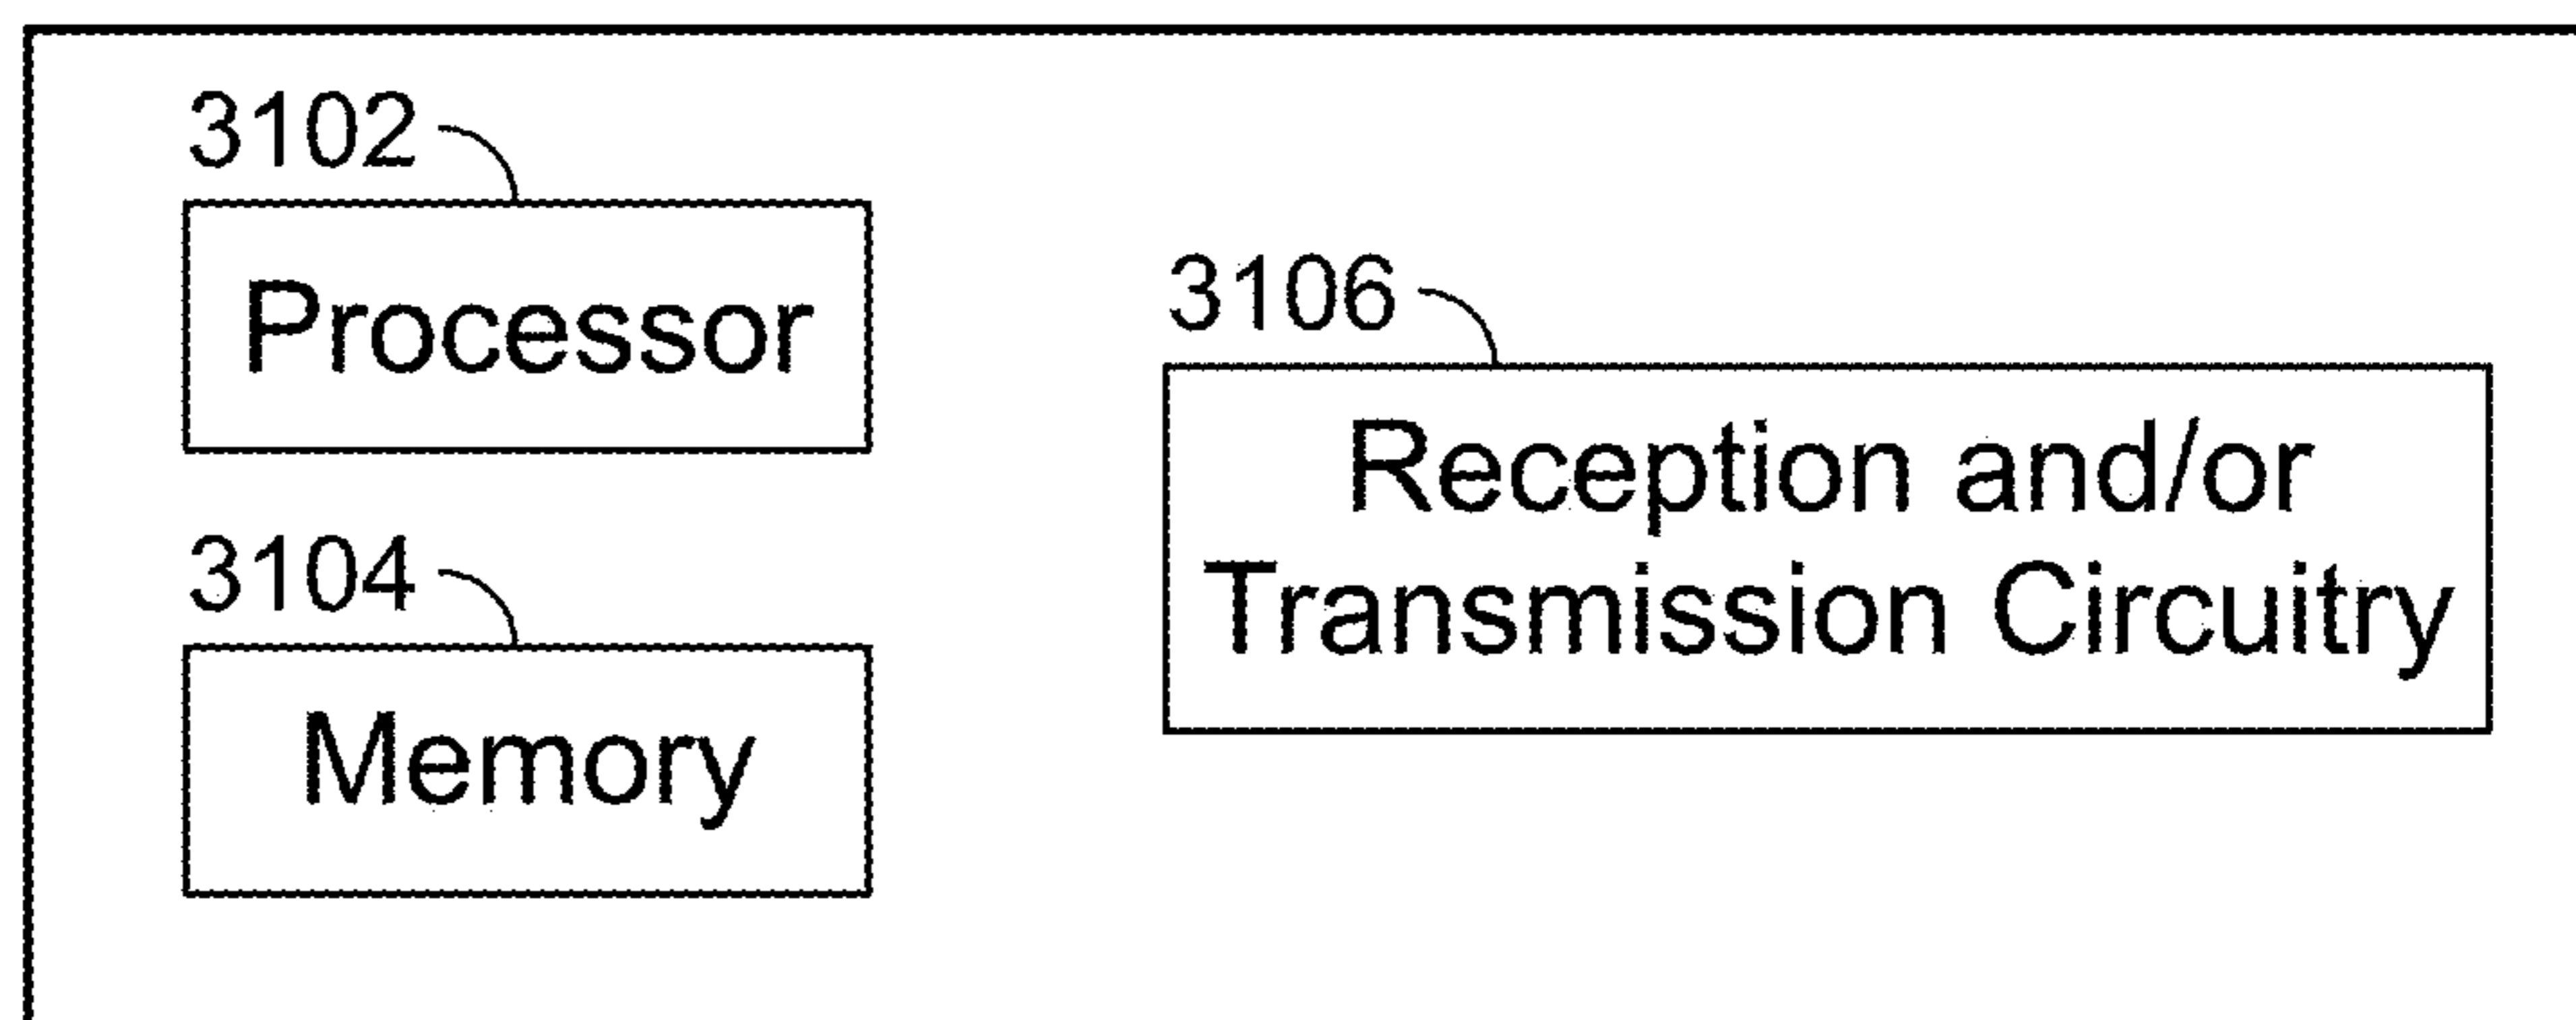 3102
Processor
3104
Memory
3106
Reception and/or
Transmission Circuitry